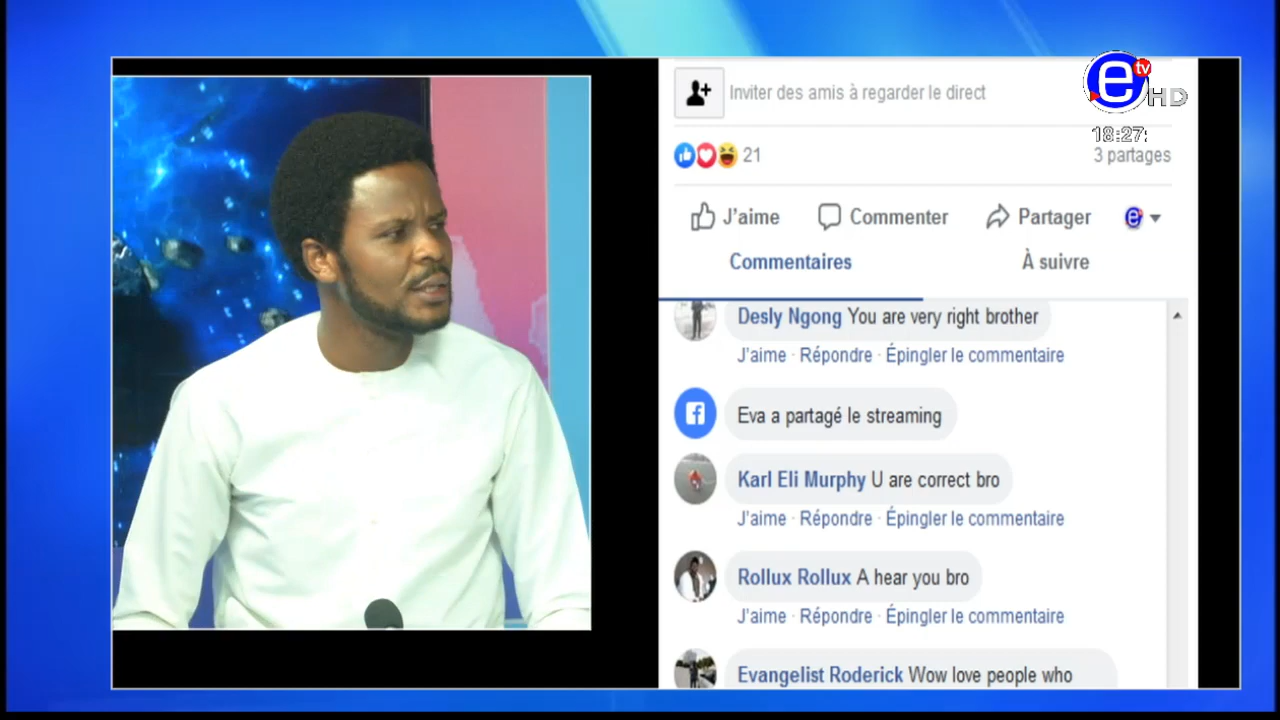 e tv
HD
18:27:
Inviter des amis à regarder le direct
21
3 partages
J'aime Commenter Partager
Commentaires À suivre
Desly Ngong You are very right brother
J'aime · Répondre · Épingler le commentaire
Eva a partagé le streaming
Karl Eli Murphy U are correct bro
J'aime · Répondre · Épingler le commentaire
Rollux Rollux A hear you bro
J'aime · Répondre · Épingler le commentaire
Evangelist Roderick Wow love people who